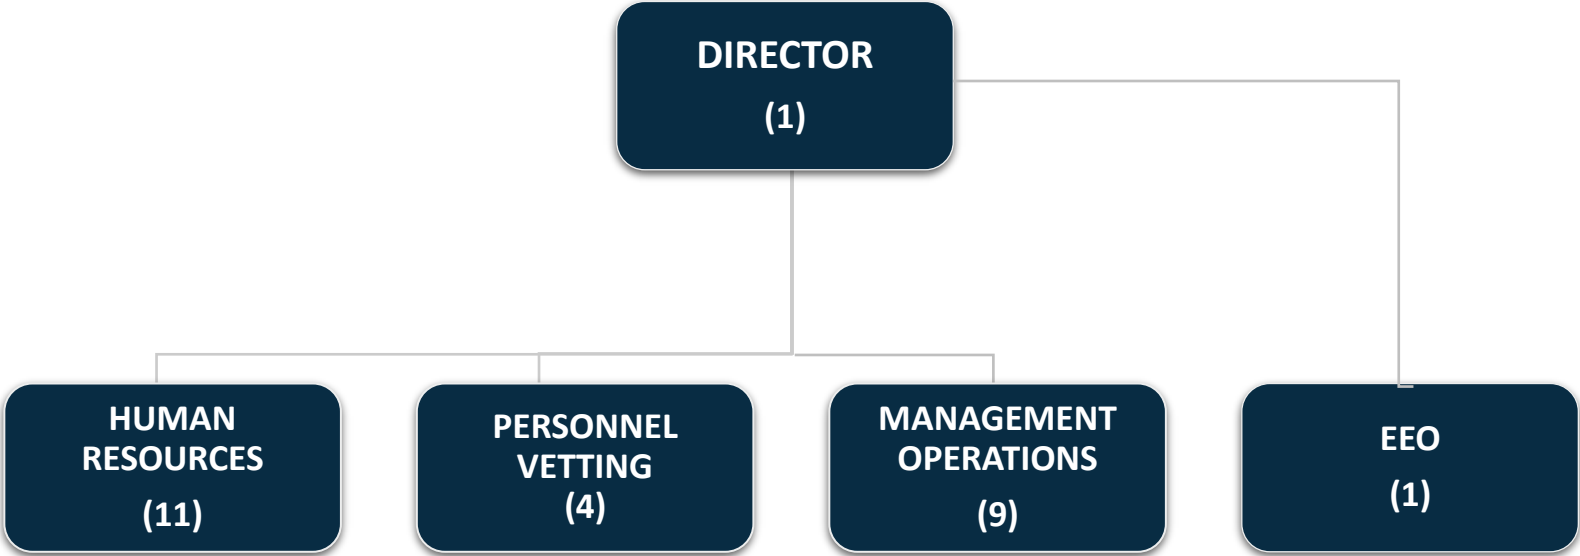 DIRECTOR
(1)
HUMAN
RESOURCES
(11)
PERSONNEL
VETTING
(4)
MANAGEMENT
OPERATIONS
(9)
EEO
(1)